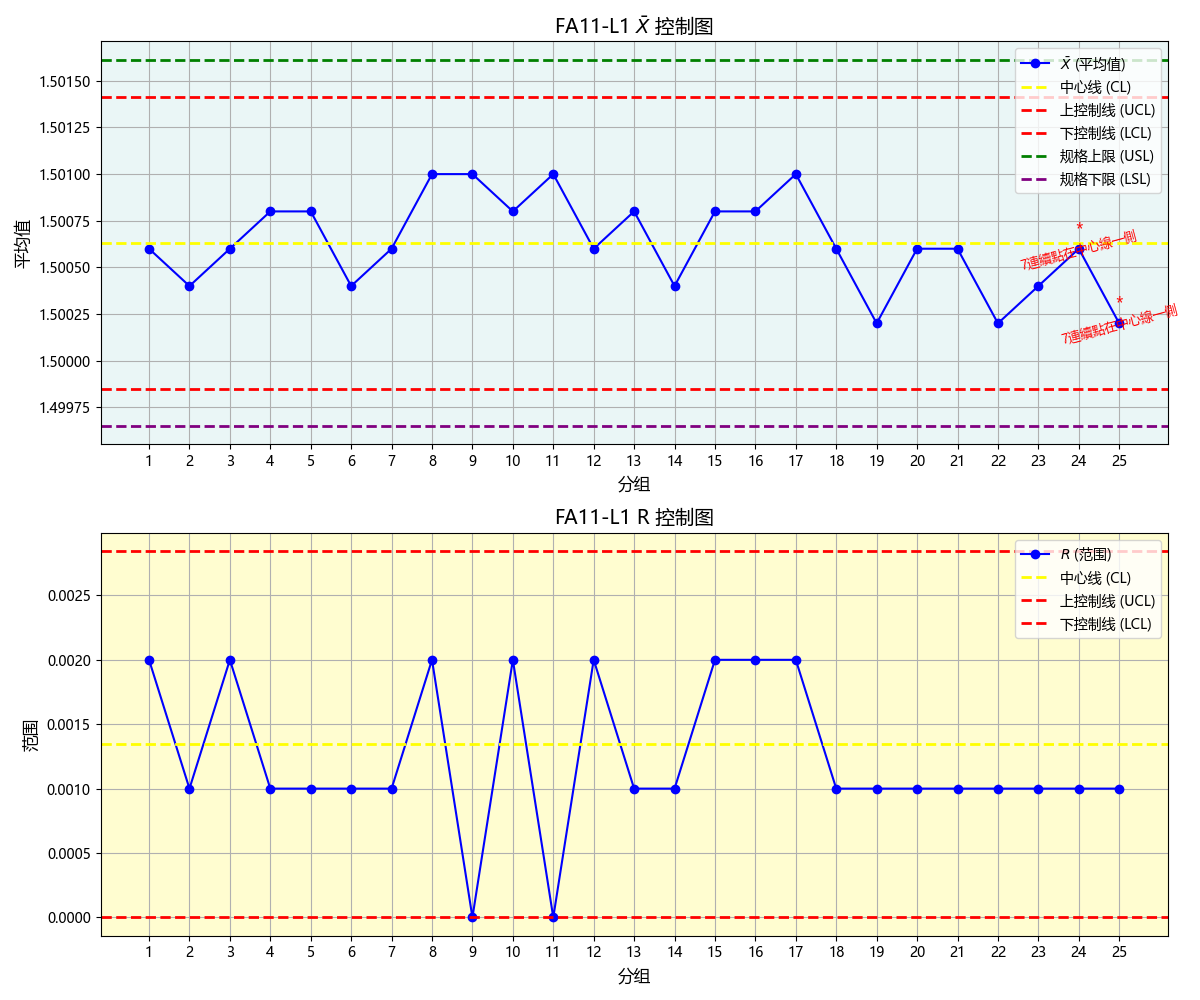 FA11-L1 X̄ 控制图
平均值
1.50150
1.50125
1.50100
1.50075
1.50050
1.50025
1.50000
1.49975
X̄ (平均值)
中心线 (CL)
上控制线 (UCL)
下控制线 (LCL)
规格上限 (USL)
规格下限 (LSL)
*
7連續點在中心線一側
*
7連續點在中心線一側
1 2 3 4 5 6 7 8 9 10 11 12 13 14 15 16 17 18 19 20 21 22 23 24 25
分组
FA11-L1 R 控制图
范围
0.0025
0.0020
0.0015
0.0010
0.0005
0.0000
R (范围)
中心线 (CL)
上控制线 (UCL)
下控制线 (LCL)
1 2 3 4 5 6 7 8 9 10 11 12 13 14 15 16 17 18 19 20 21 22 23 24 25
分组